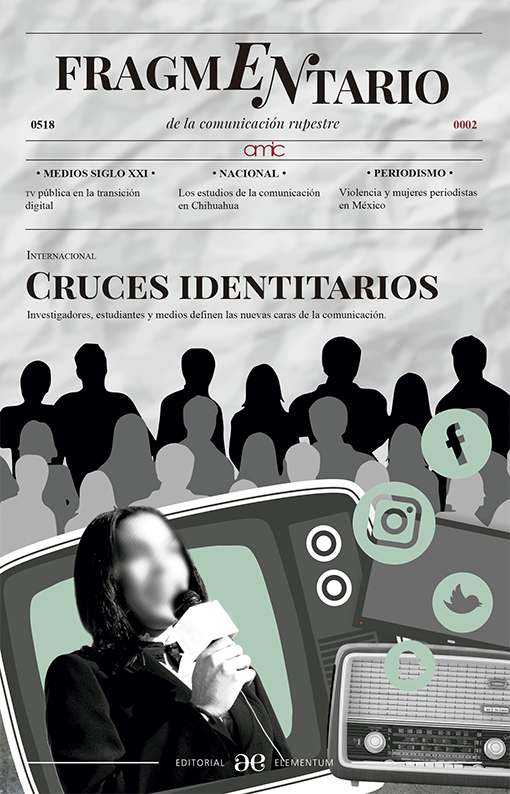 FRAGMENTARIO
0518
de la comunicación rupestre
0002
amic
• MEDIOS SIGLO XXI •
TV pública en la transición
digital
• NACIONAL •
Los estudios de la comunicación
en Chihuahua
• PERIODISMO •
Violencia y mujeres periodistas
en México
INTERNACIONAL
CRUCES IDENTITARIOS
Investigadores, estudiantes y medios definen las nuevas caras de la comunicación.
EDITORIAL ee ELEMENTUM